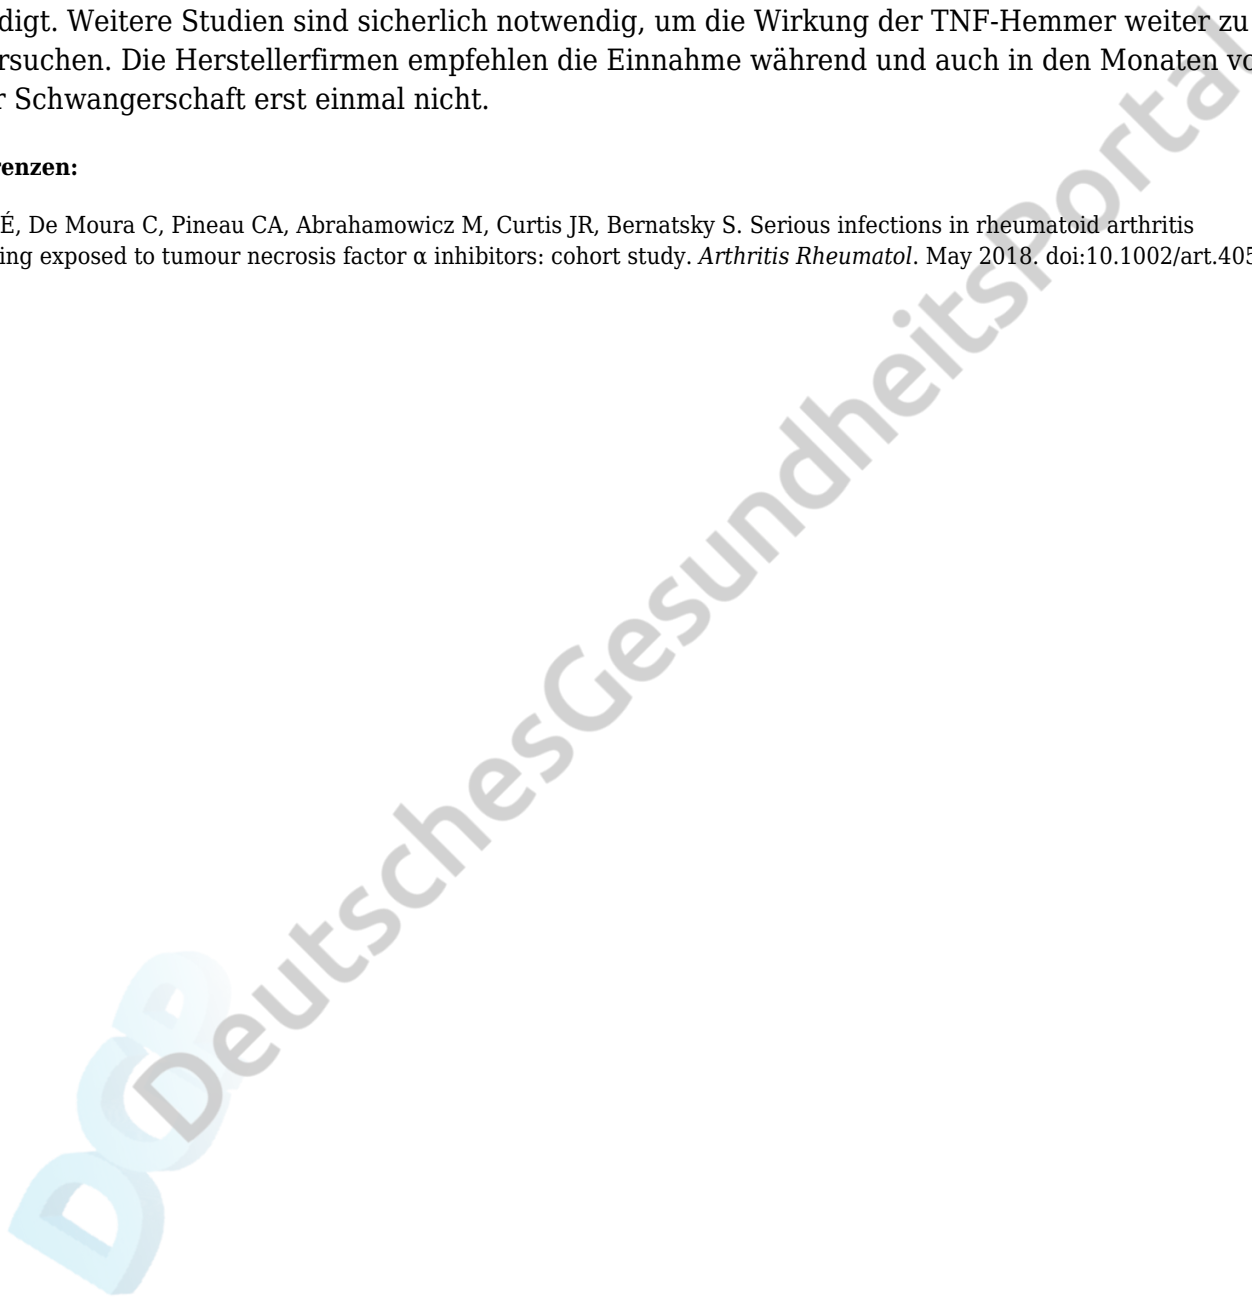 digt. Weitere Studien sind sicherlich notwendig, um die Wirkung der TNF-Hemmer weiter zu
rsuchen. Die Herstellerfirmen empfehlen die Einnahme während und auch in den Monaten vo
r Schwangerschaft erst einmal nicht.
renzen:
É, De Moura C, Pineau CA, Abrahamowicz M, Curtis JR, Bernatsky S. Serious infections in rheumatoid arthritis
ing exposed to tumour necrosis factor α inhibitors: cohort study. Arthritis Rheumatol. May 2018. doi:10.1002/art.405
DeutschesGesundheitsPortal
DGP